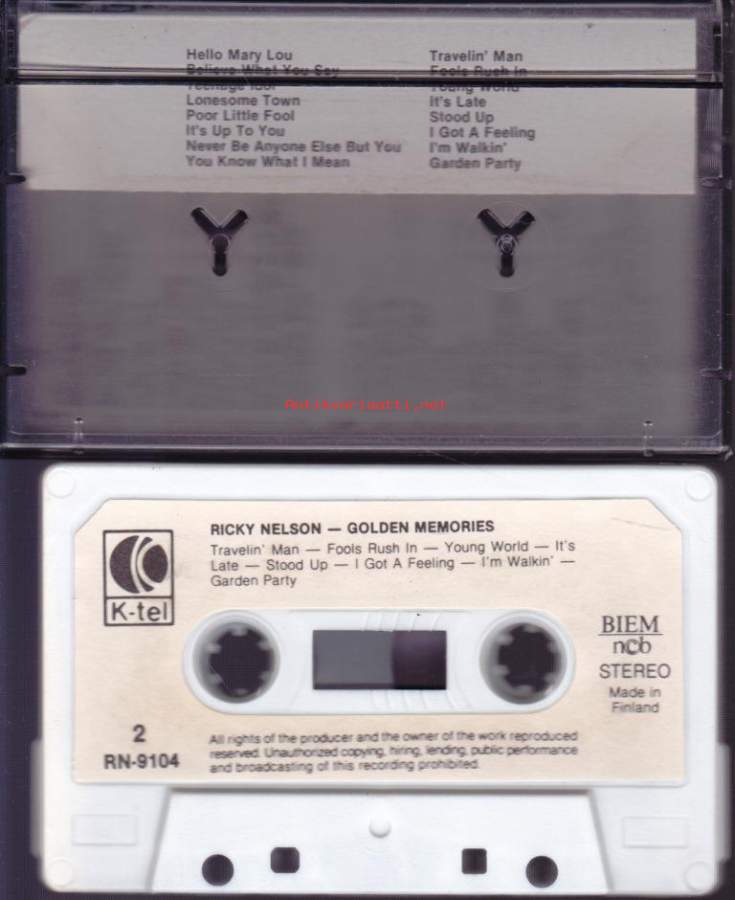 Hello Mary Lou
Believe What You Say
Teenage Idol
Lonesome Town
Poor Little Fool
It's Up To You
Never Be Anyone Else But You
You Know What I Mean
Travelin' Man
Fools Rush In
Young World
It's Late
Stood Up
I Got A Feeling
I'm Walkin'
Garden Party
Antikvariaatti.net
RICKY NELSON — GOLDEN MEMORIES
Travelin' Man — Fools Rush In — Young World — It's
Late — Stood Up — I Got A Feeling — I'm Walkin' —
Garden Party
K-tel
BIEM
ncb
STEREO
Made in
Finland
2
RN-9104
All rights of the producer and the owner of the work reproduced
reserved. Unauthorized copying, hiring, lending, public performance
and broadcasting of this recording prohibited.